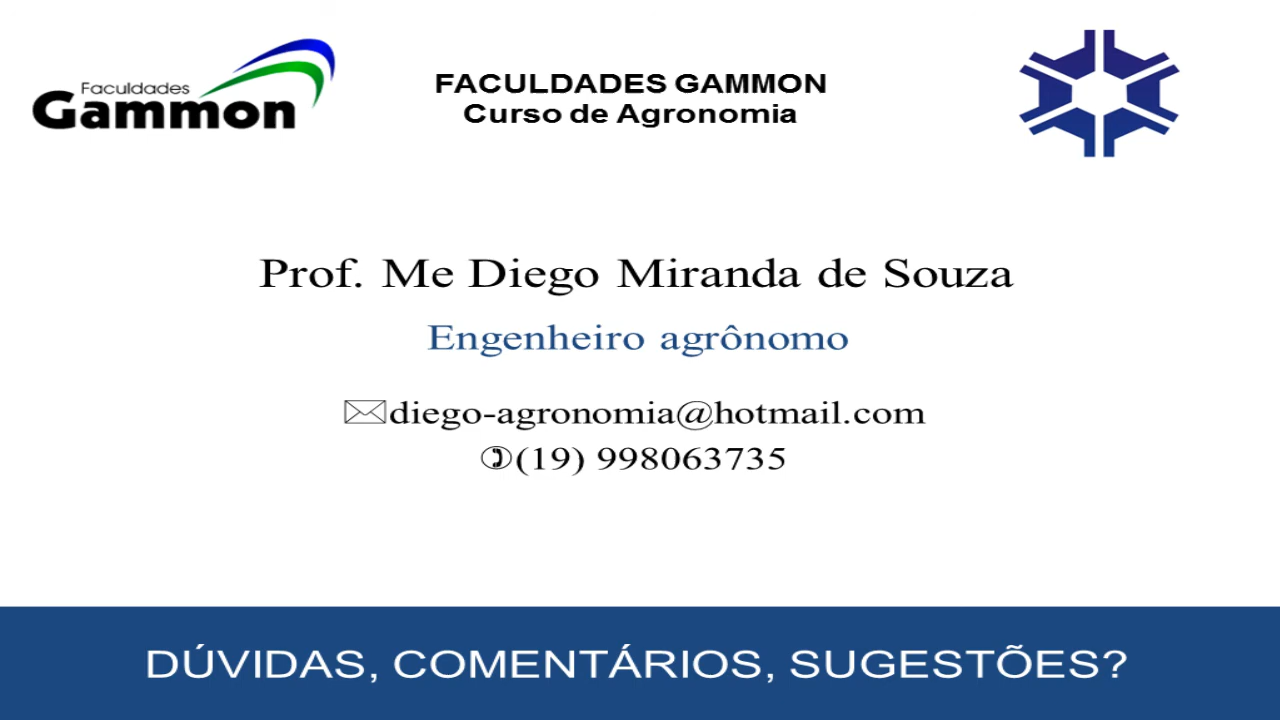 Faculdades
Gammon
FACULDADES GAMMON
Curso de Agronomia
Prof. Me Diego Miranda de Souza
Engenheiro agrônomo
diego-agronomia@hotmail.com
(19) 998063735
DÚVIDAS, COMENTÁRIOS, SUGESTÕES?